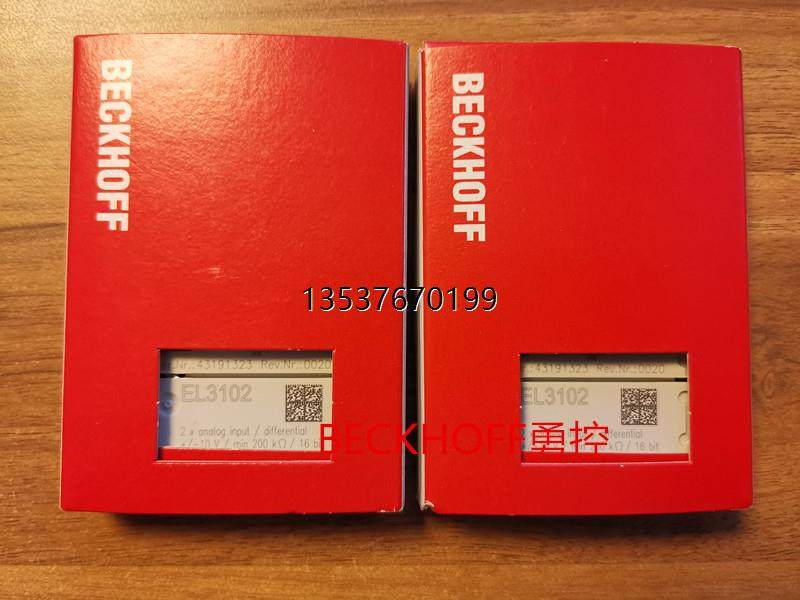 BECKHOFF
BECKHOFF
13537670199
.Nr.:43191323 Rev.Nr.:0020
EL3102
2 x analog input / differential
+/-10 V / min 200 kΩ / 16 bit
.:43191323 Rev.Nr.:0020
EL3102
differential
kΩ / 16 bit
BECKHOFF勇控